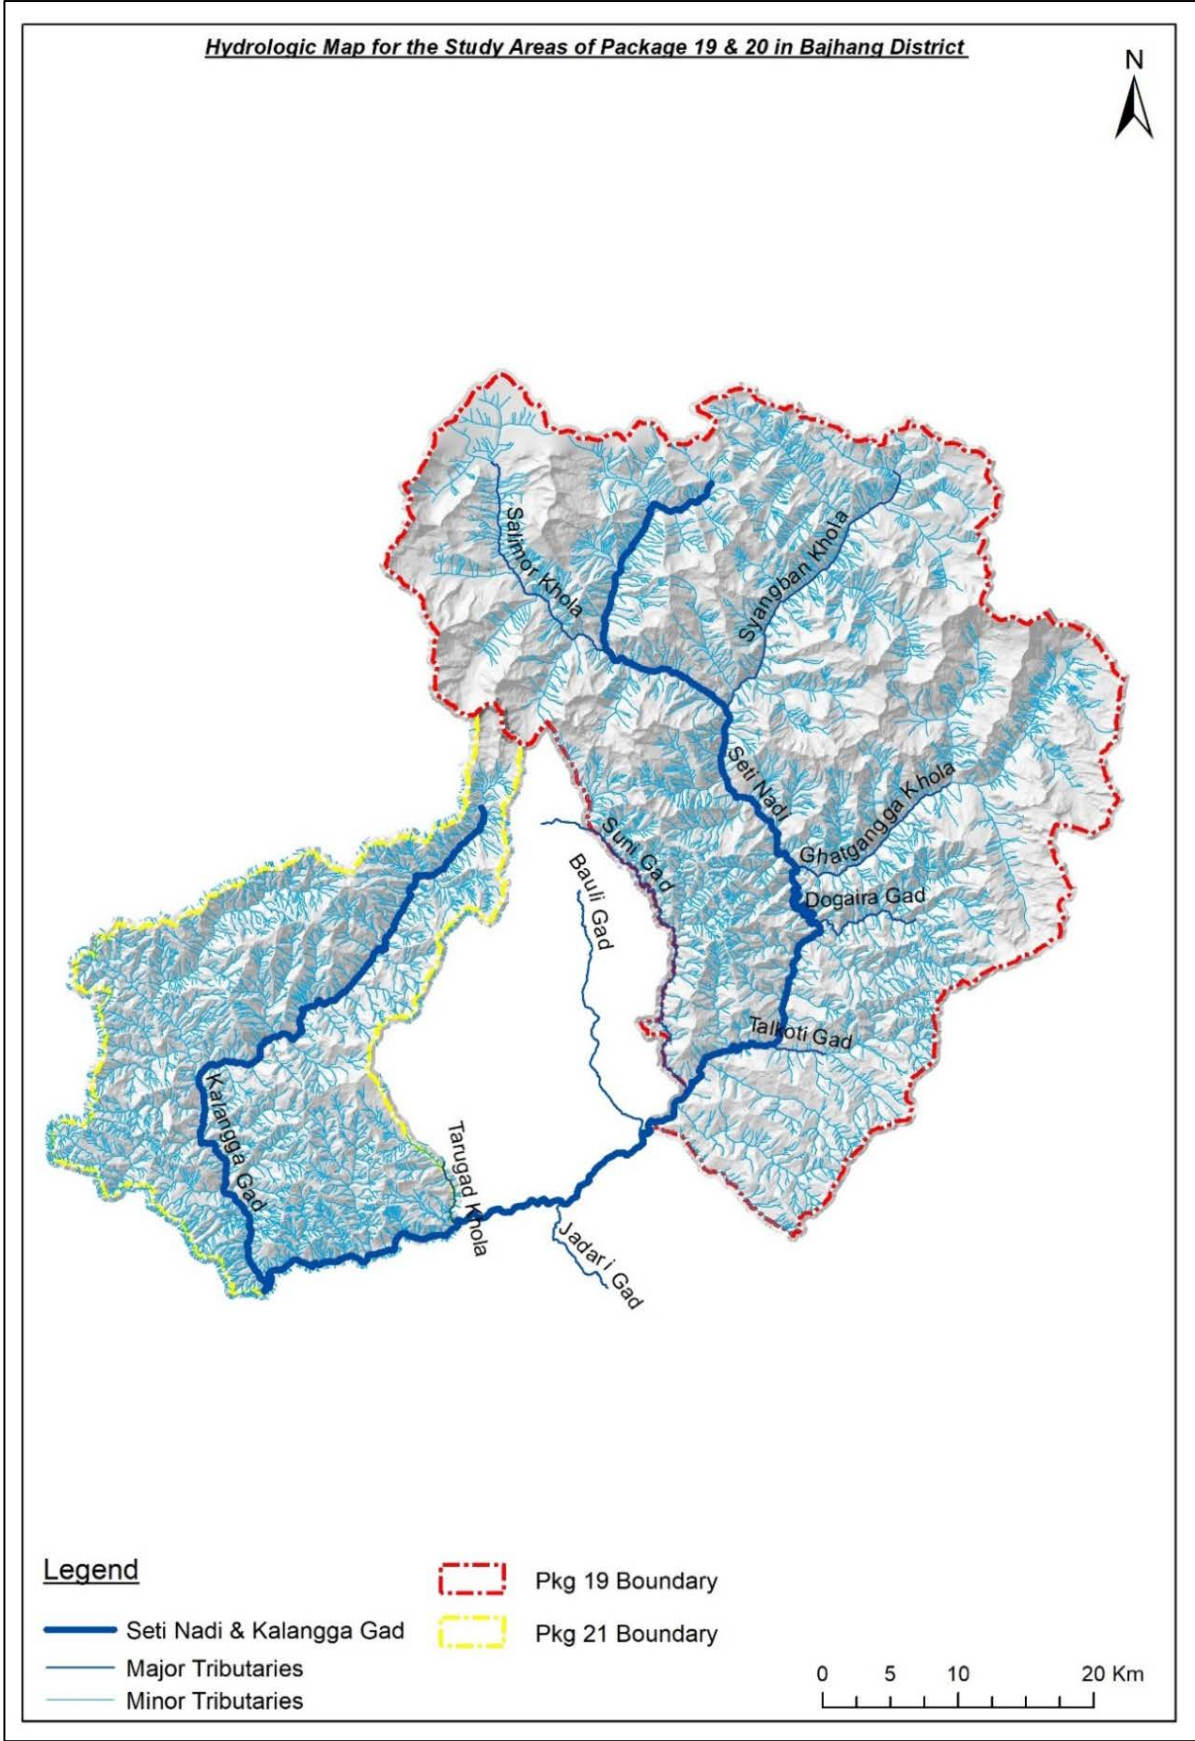 Hydrologic Map for the Study Areas of Package 19 & 20 in Bajhang District
N
Salimor Khola
Syangban Khola
Seti Nadi
Ghatgangga Khola
Suni Gad
Bauli Gad
Dogaira Gad
Talkoti Gad
Kalangga Gad
Tarugad Khola
Jadari Gad
Legend
Seti Nadi & Kalangga Gad
Major Tributaries
Minor Tributaries
Pkg 19 Boundary
Pkg 21 Boundary
0 5 10 20 Km